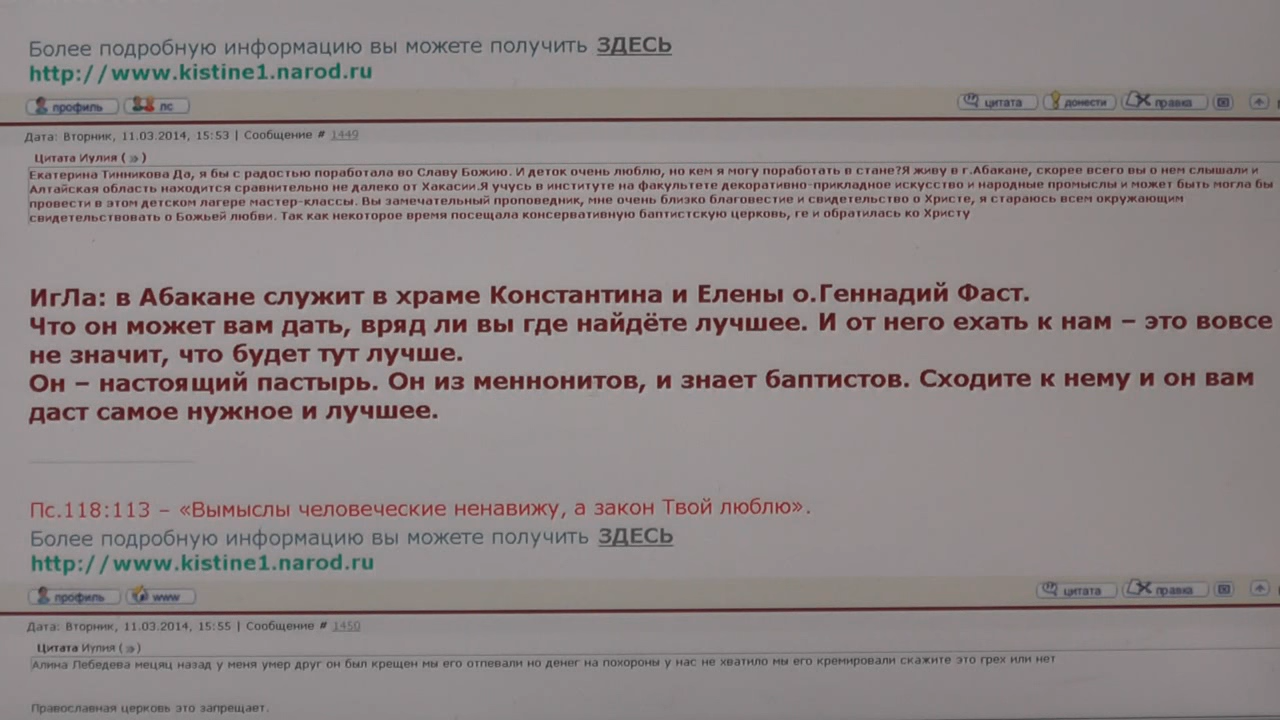 Более подробную информацию вы можете получить ЗДЕСЬ
http://www.kistine1.narod.ru
профиль пс цитата донести правка
Дата: Вторник, 11.03.2014, 15:53 | Сообщение # 1449
Цитата Иулия ( » )
Екатерина Тинникова Да, я бы с радостью поработала во Славу Божию. И деток очень люблю, но кем я могу поработать в стане?Я живу в г.Абакане, скорее всего вы о нем слышали и
Алтайская область находится сравнительно не далеко от Хакасии.Я учусь в институте на факультете декоративно-прикладное искусство и народные промыслы и может быть могла бы
провести в этом детском лагере мастер-классы. Вы замечательный проповедник, мне очень близко благовестие и свидетельство о Христе, я стараюсь всем окружающим
свидетельствовать о Божьей любви. Так как некоторое время посещала консервативную баптистскую церковь, ге и обратилась ко Христу
ИгЛа: в Абакане служит в храме Константина и Елены о.Геннадий Фаст.
Что он может вам дать, вряд ли вы где найдёте лучшее. И от него ехать к нам – это вовсе
не значит, что будет тут лучше.
Он – настоящий пастырь. Он из меннонитов, и знает баптистов. Сходите к нему и он вам
даст самое нужное и лучшее.
Пс.118:113 – «Вымыслы человеческие ненавижу, а закон Твой люблю».
Более подробную информацию вы можете получить ЗДЕСЬ
http://www.kistine1.narod.ru
профиль www цитата правка
Дата: Вторник, 11.03.2014, 15:55 | Сообщение # 1450
Цитата Иулия ( » )
Алина Лебедева мецяц назад у меня умер друг он был крещен мы его отпевали но денег на похороны у нас не хватило мы его кремировали скажите это грех или нет
Православная церковь это запрещает.